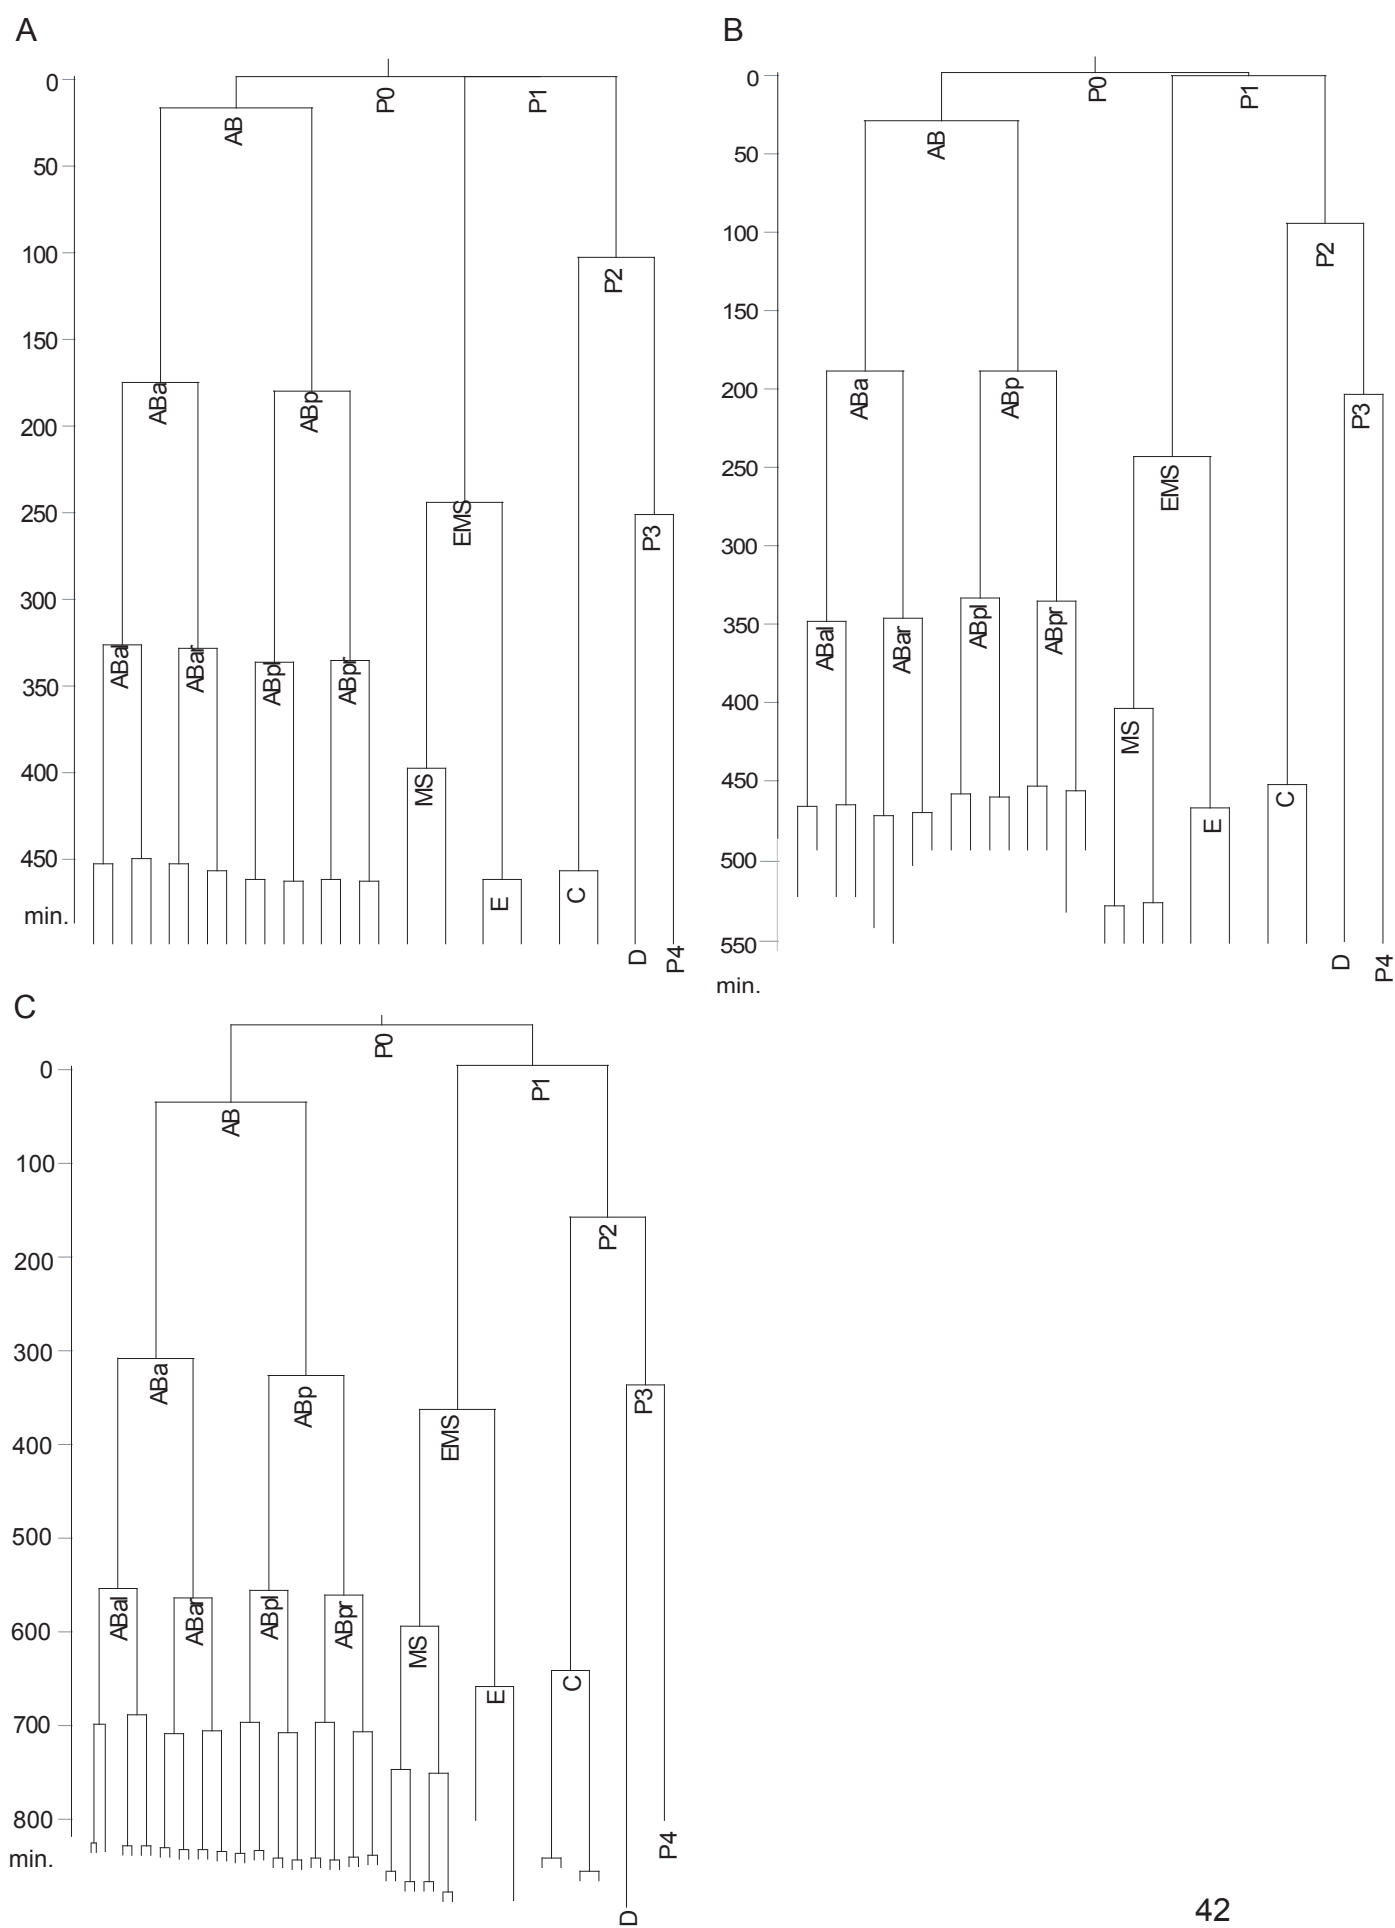 A
0
50
100
150
200
250
300
350
400
450
min.
P0
P1
AB
P2
ABa
ABp
EMS
P3
ABal
ABar
ABpl
ABpr
MS
E
C
D
P4
B
0
50
100
150
200
250
300
350
400
450
500
550
min.
P0
P1
AB
P2
ABa
ABp
P3
EMS
ABal
ABar
ABpl
ABpr
MS
E
C
D
P4
C
0
100
200
300
400
500
600
700
800
min.
P0
P1
AB
P2
ABa
ABp
P3
EMS
ABal
ABar
ABpl
ABpr
MS
E
C
P4
D
42